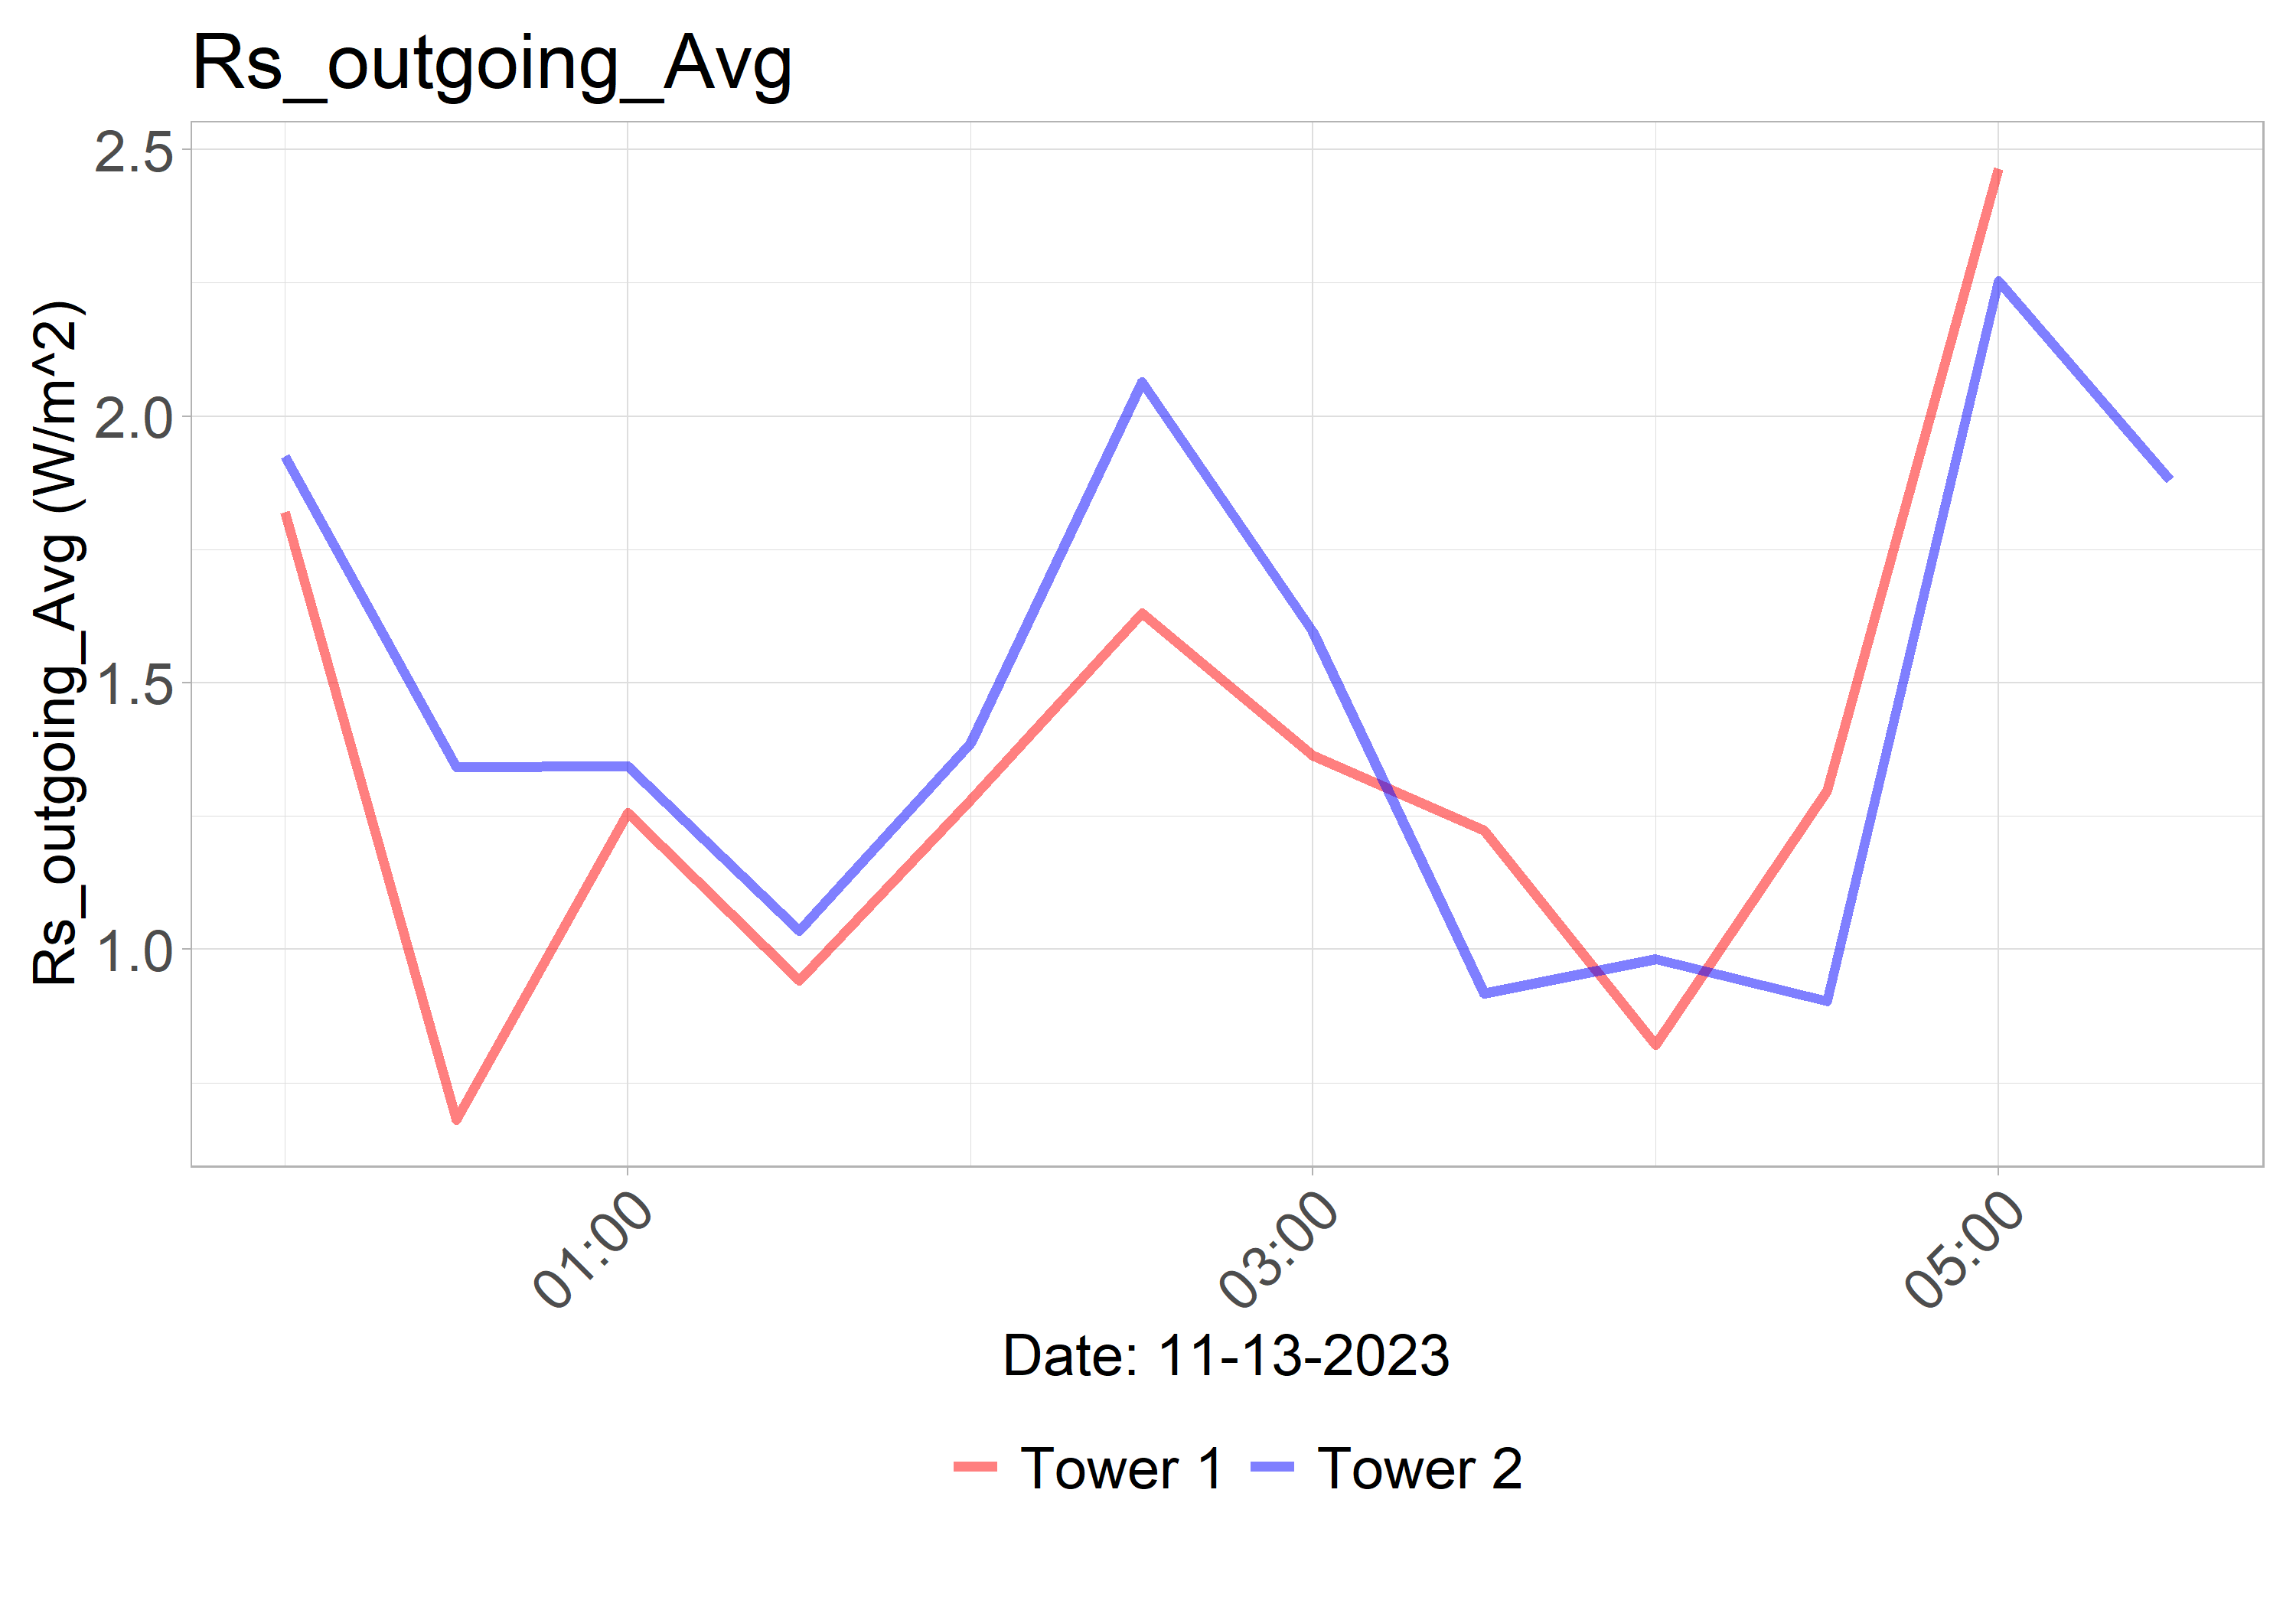 Rs_outgoing_Avg
Rs_outgoing_Avg (W/m^2)
2.5
2.0
1.5
1.0
01:00
03:00
05:00
Date: 11-13-2023
Tower 1
Tower 2